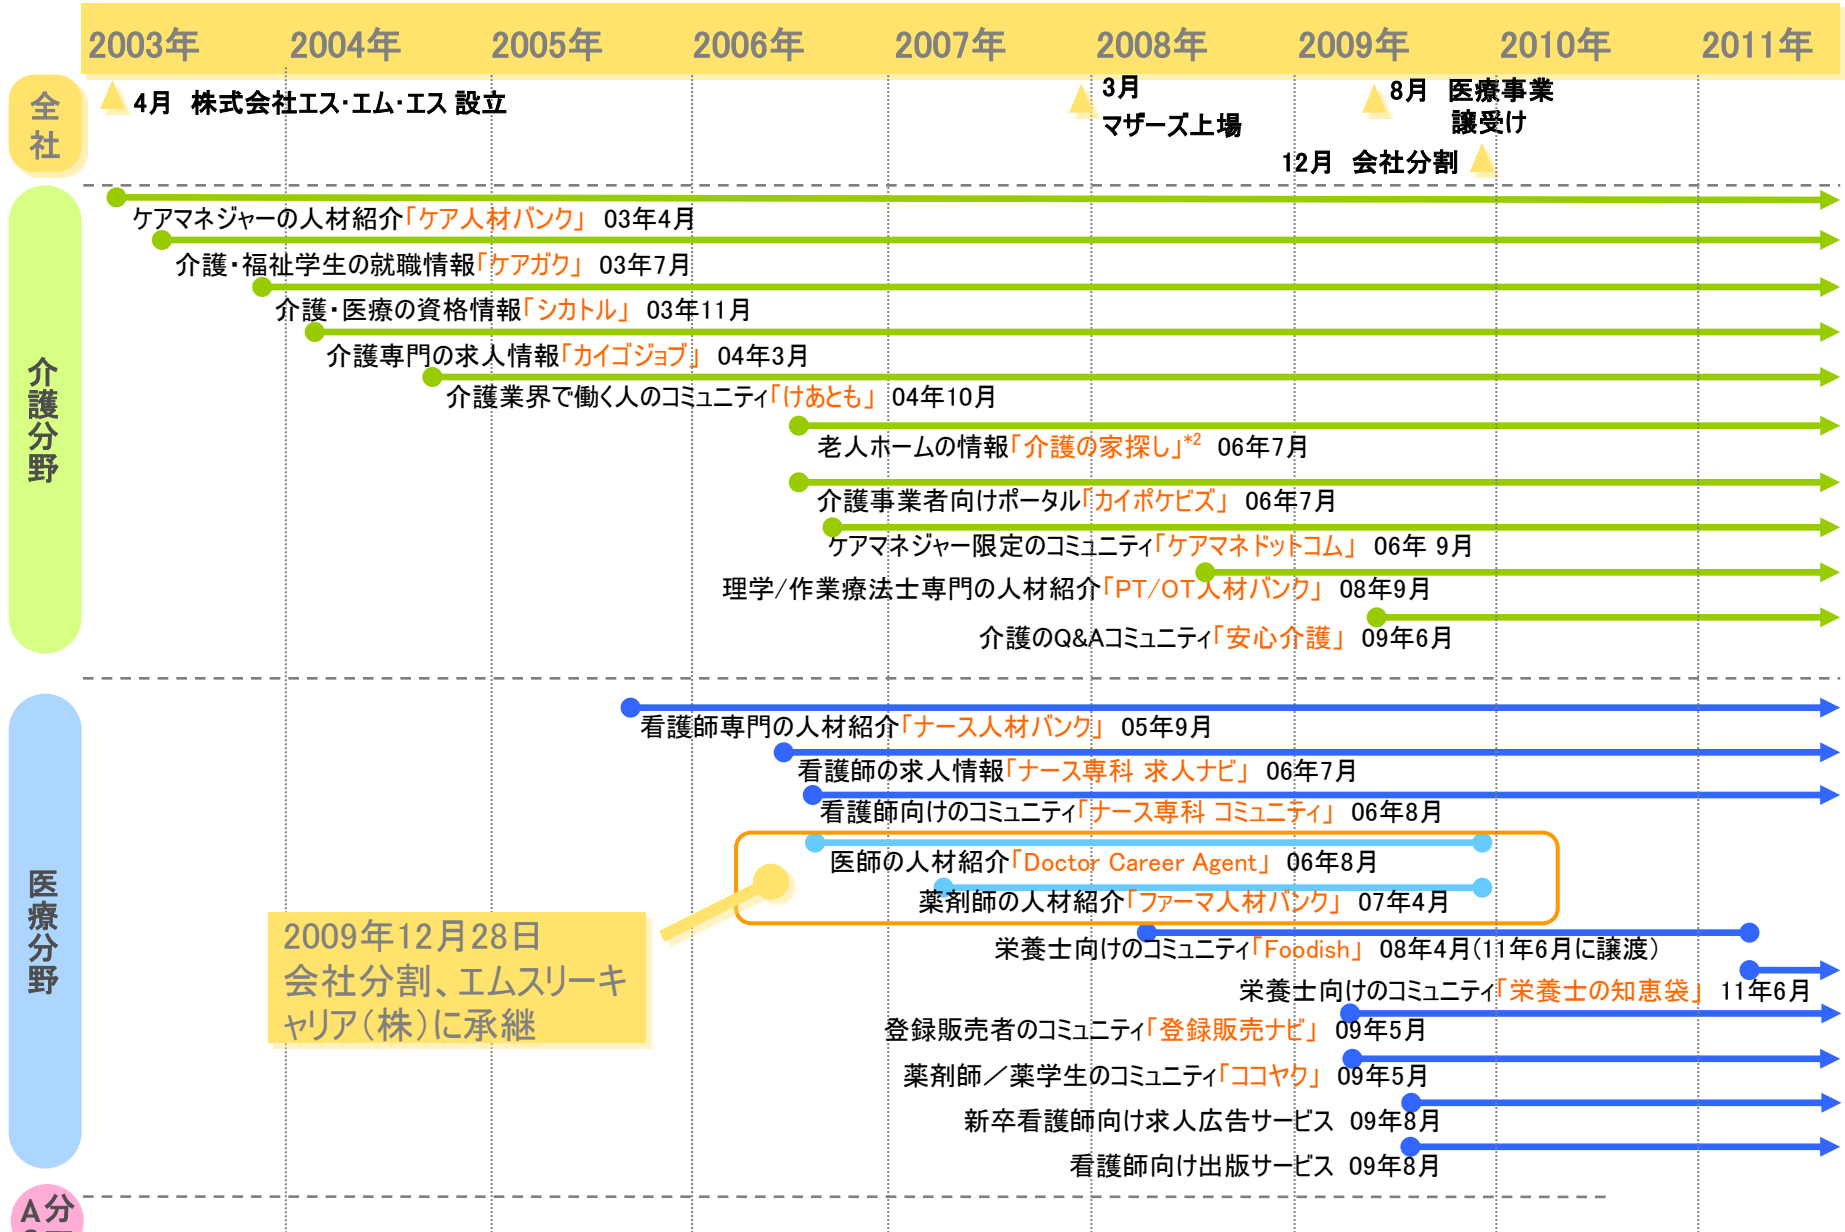 2003年 2004年 2005年 2006年 2007年 2008年 2009年 2010年 2011年
全社
4月 株式会社エス・エム・エス 設立
3月
マザーズ上場
8月 医療事業
譲受け
12月 会社分割
介護分野
ケアマネジャーの人材紹介「ケア人材バンク」 03年4月
介護・福祉学生の就職情報「ケアガク」 03年7月
介護・医療の資格情報「シカトル」 03年11月
介護専門の求人情報「カイゴジョブ」 04年3月
介護業界で働く人のコミュニティ「けあとも」 04年10月
老人ホームの情報「介護の家探し」*2 06年7月
介護事業者向けポータル「カイポケビズ」 06年7月
ケアマネジャー限定のコミュニティ「ケアマネドットコム」 06年 9月
理学/作業療法士専門の人材紹介「PT/OT人材バンク」 08年9月
介護のQ&Aコミュニティ「安心介護」 09年6月
医療分野
看護師専門の人材紹介「ナース人材バンク」 05年9月
看護師の求人情報「ナース専科 求人ナビ」 06年7月
看護師向けのコミュニティ「ナース専科 コミュニティ」 06年8月
医師の人材紹介「Doctor Career Agent」 06年8月
薬剤師の人材紹介「ファーマ人材バンク」 07年4月
2009年12月28日
会社分割、エムスリーキ
ャリア（株）に承継
栄養士向けのコミュニティ「Foodish」 08年4月(11年6月に譲渡)
栄養士向けのコミュニティ「栄養士の知恵袋」 11年6月
登録販売者のコミュニティ「登録販売ナビ」 09年5月
薬剤師／薬学生のコミュニティ「ココヤク」 09年5月
新卒看護師向け求人広告サービス 09年8月
看護師向け出版サービス 09年8月
A分